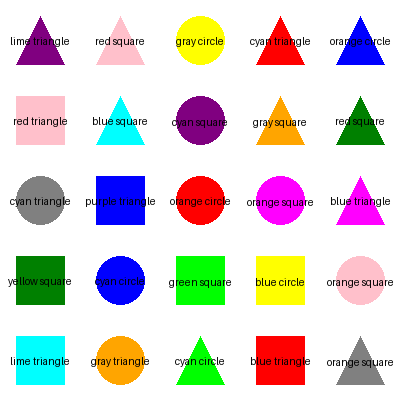 lime triangle
red square
gray circle
cyan triangle
orange circle
red triangle
blue square
cyan square
gray square
red square
cyan triangle
purple triangle
orange circle
orange square
blue triangle
yellow square
cyan circle
green square
blue circle
orange square
lime triangle
gray triangle
cyan circle
blue triangle
orange square